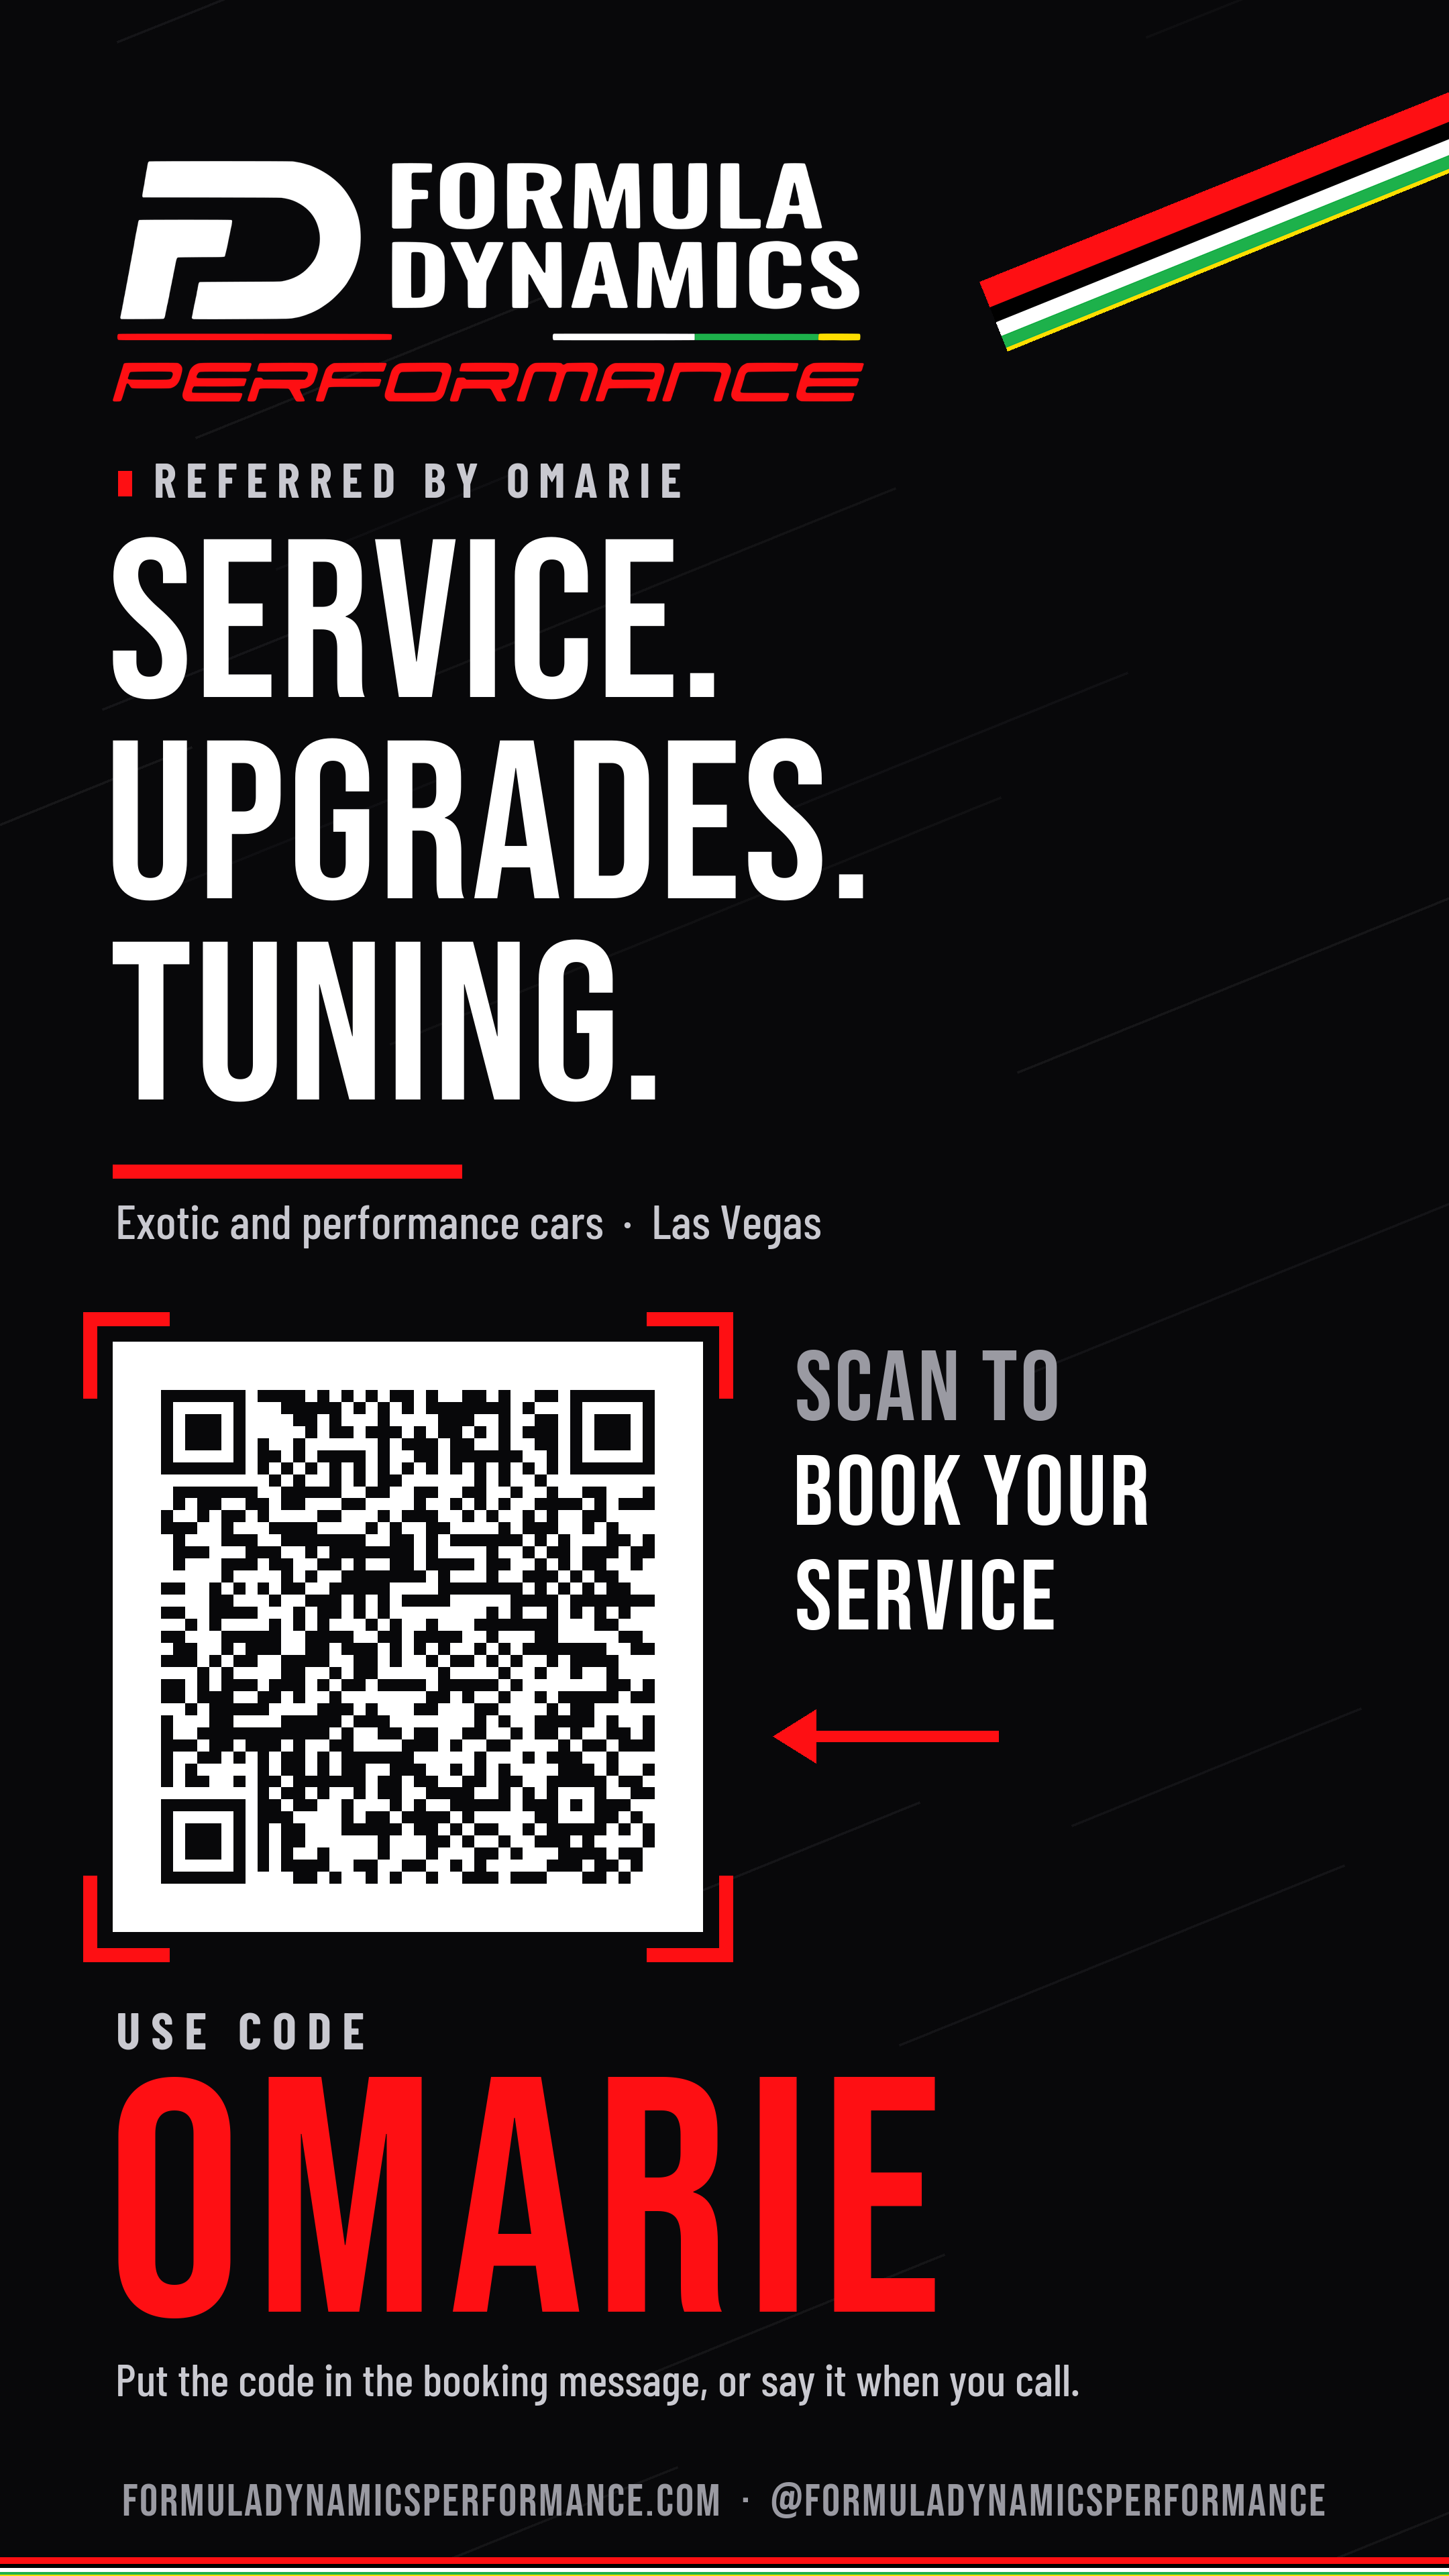 FD FORMULA
DYNAMICS
PERFORMANCE
REFERRED BY OMARIE
SERVICE.
UPGRADES.
TUNING.
Exotic and performance cars · Las Vegas
SCAN TO
BOOK YOUR
SERVICE
USE CODE
OMARIE
Put the code in the booking message, or say it when you call.
FORMULADYNAMICSPERFORMANCE.COM · @FORMULADYNAMICSPERFORMANCE